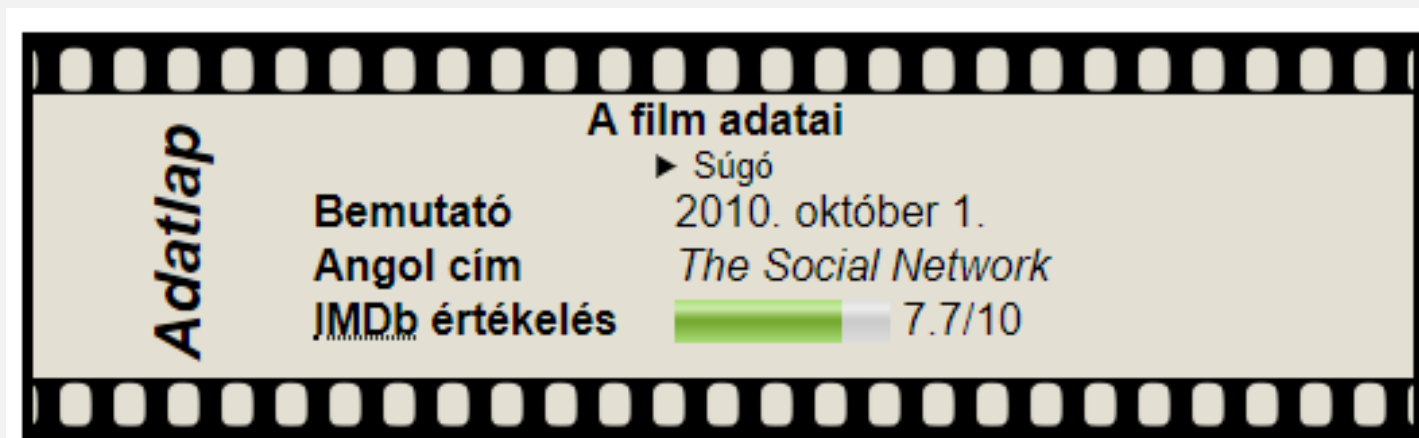 Adatlap
A film adatai
► Súgó
Bemutató 2010. október 1.
Angol cím The Social Network
IMDb értékelés 7.7/10